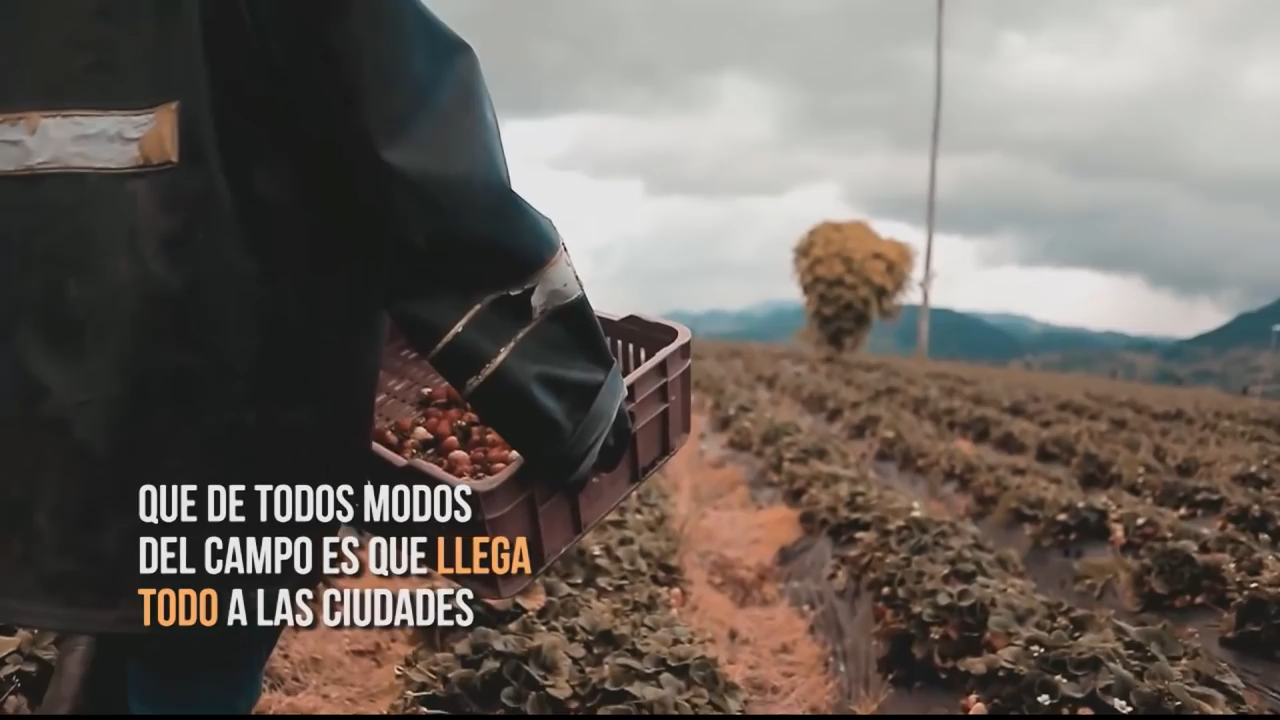 QUE DE TODOS MODOS
DEL CAMPO ES QUE LLEGA
TODO A LAS CIUDADES